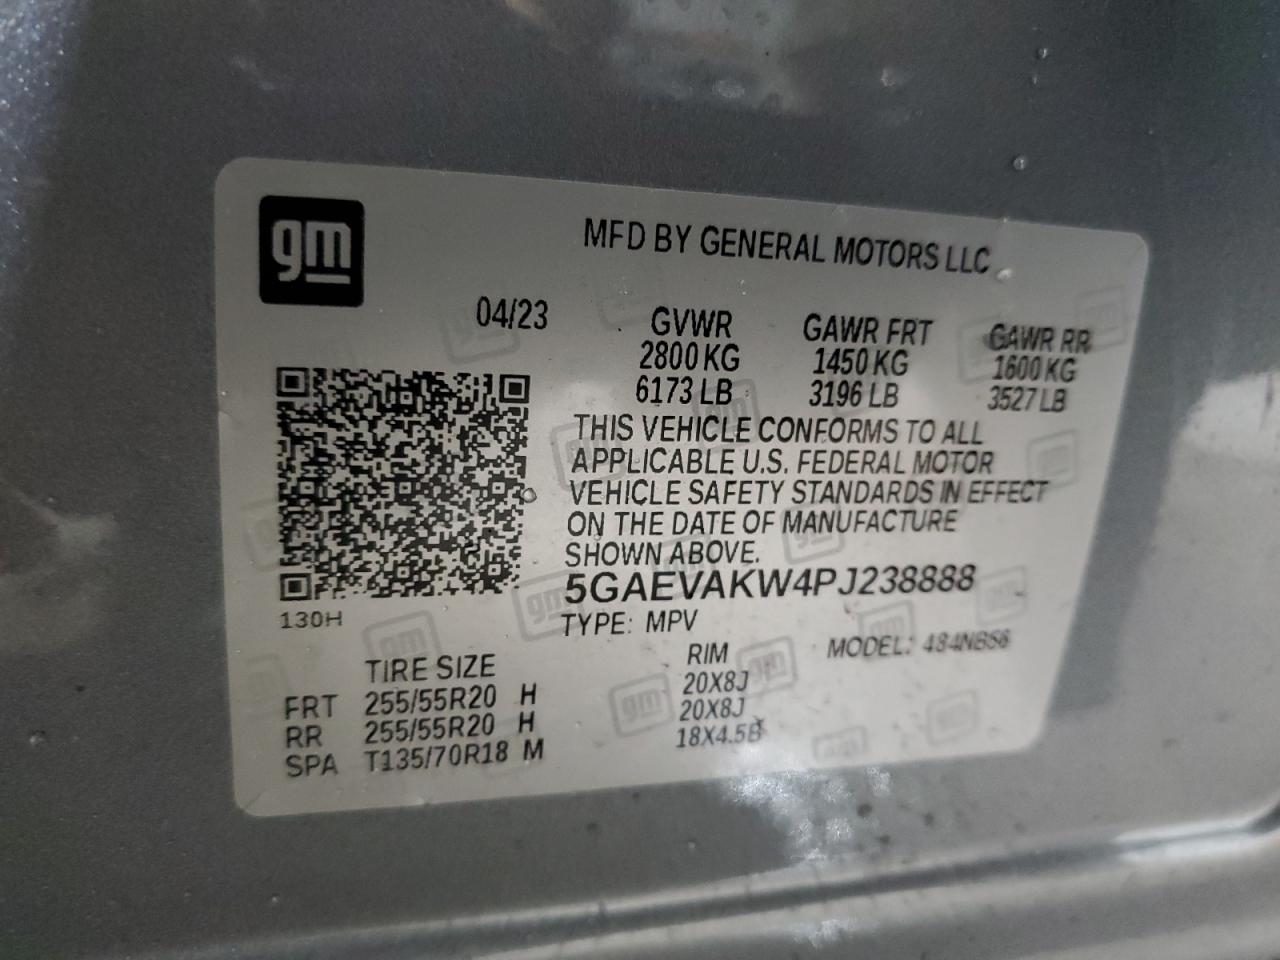 gm
MFD BY GENERAL MOTORS LLC
04/23
GVWR GAWR FRT GAWR RR
2800 KG 1450 KG 1600 KG
6173 LB 3196 LB 3527 LB
THIS VEHICLE CONFORMS TO ALL
APPLICABLE U.S. FEDERAL MOTOR
VEHICLE SAFETY STANDARDS IN EFFECT
ON THE DATE OF MANUFACTURE
SHOWN ABOVE.
5GAEVAKW4PJ238888
130H
TYPE: MPV
MODEL:
TIRE SIZE RIM
FRT 255/55R20 H 20X8J
RR 255/55R20 H 20X8J
SPA T135/70R18 M 18X4.5B